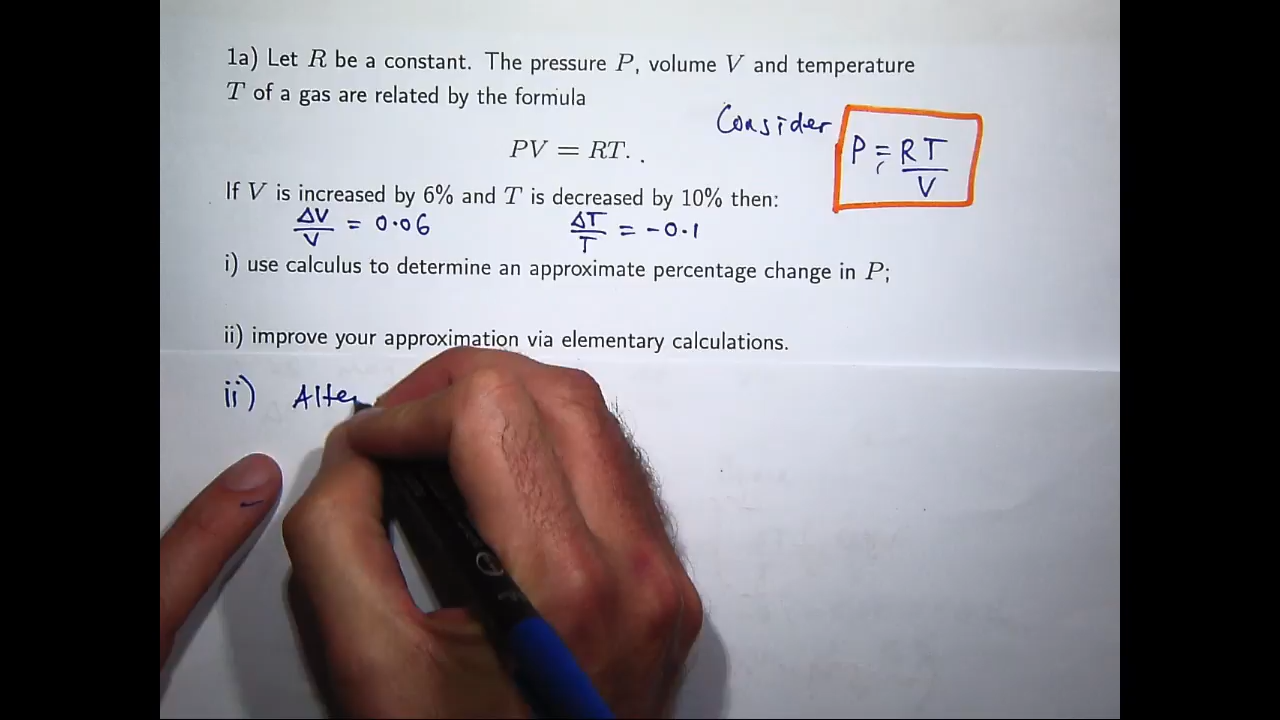 1a) Let R be a constant. The pressure P, volume V and temperature
T of a gas are related by the formula
Consider
PV = RT. .
P = RT/V
If V is increased by 6% and T is decreased by 10% then:
ΔV/V = 0.06 ΔT/T = -0.1
i) use calculus to determine an approximate percentage change in P;
ii) improve your approximation via elementary calculations.
ii) Alte